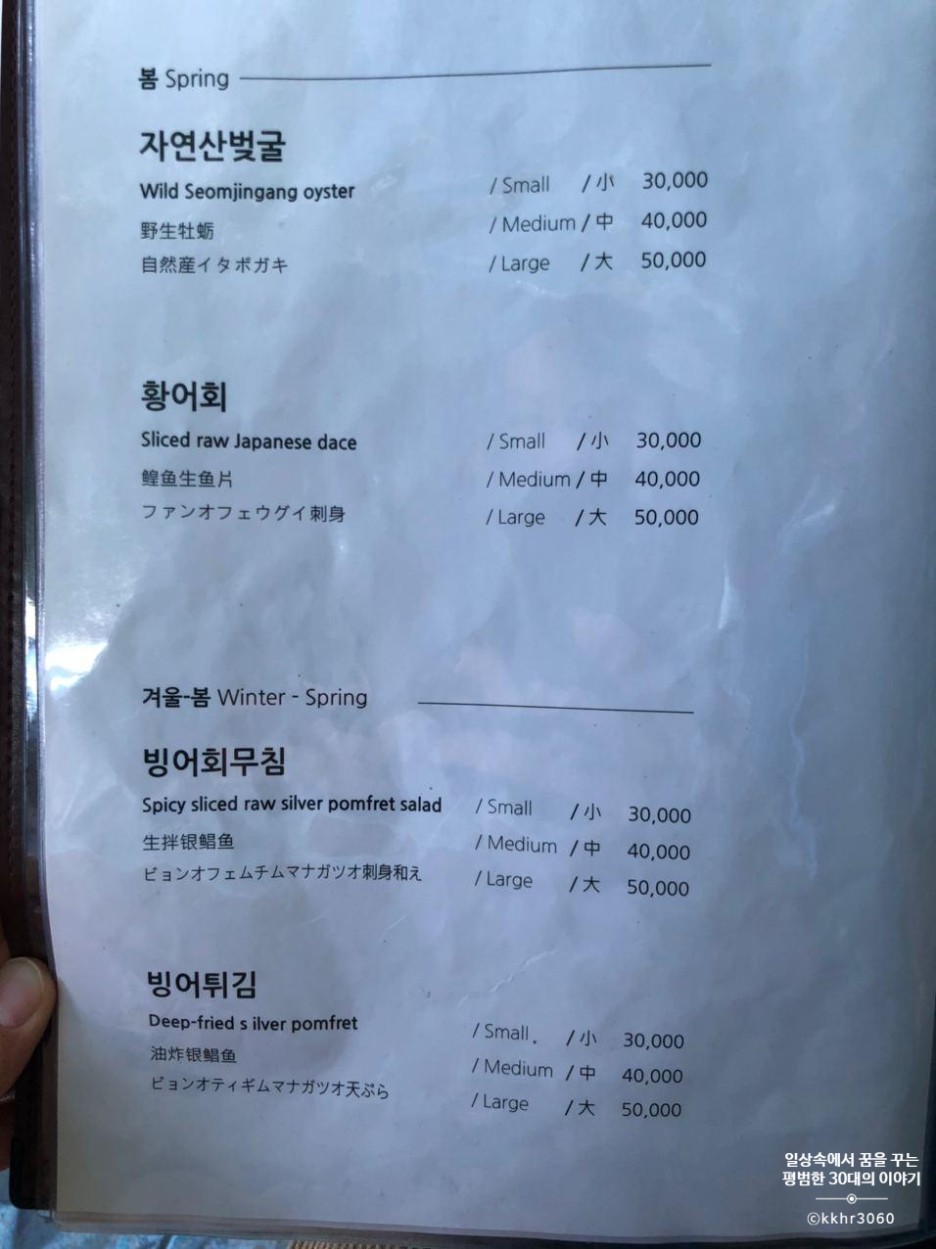 봄 Spring
자연산벚굴
Wild Seomjingang oyster / Small / 小 30,000
野生牡蛎 / Medium / 中 40,000
自然産イタボガキ / Large / 大 50,000
황어회
Sliced raw Japanese dace / Small / 小 30,000
鳇鱼生鱼片 / Medium / 中 40,000
ファンオフェウグイ刺身 / Large / 大 50,000
겨울-봄 Winter - Spring
빙어회무침
Spicy sliced raw silver pomfret salad / Small / 小 30,000
生拌银鲳鱼 / Medium / 中 40,000
ビョンオフェムチムマナガツオ刺身和え / Large / 大 50,000
빙어튀김
Deep-fried s ilver pomfret / Small / 小 30,000
油炸银鲳鱼 / Medium / 中 40,000
ビョンオティギムマナガツオ天ぷら / Large / 大 50,000
일상속에서 꿈을 꾸는
평범한 30대의 이야기
©kkhr3060